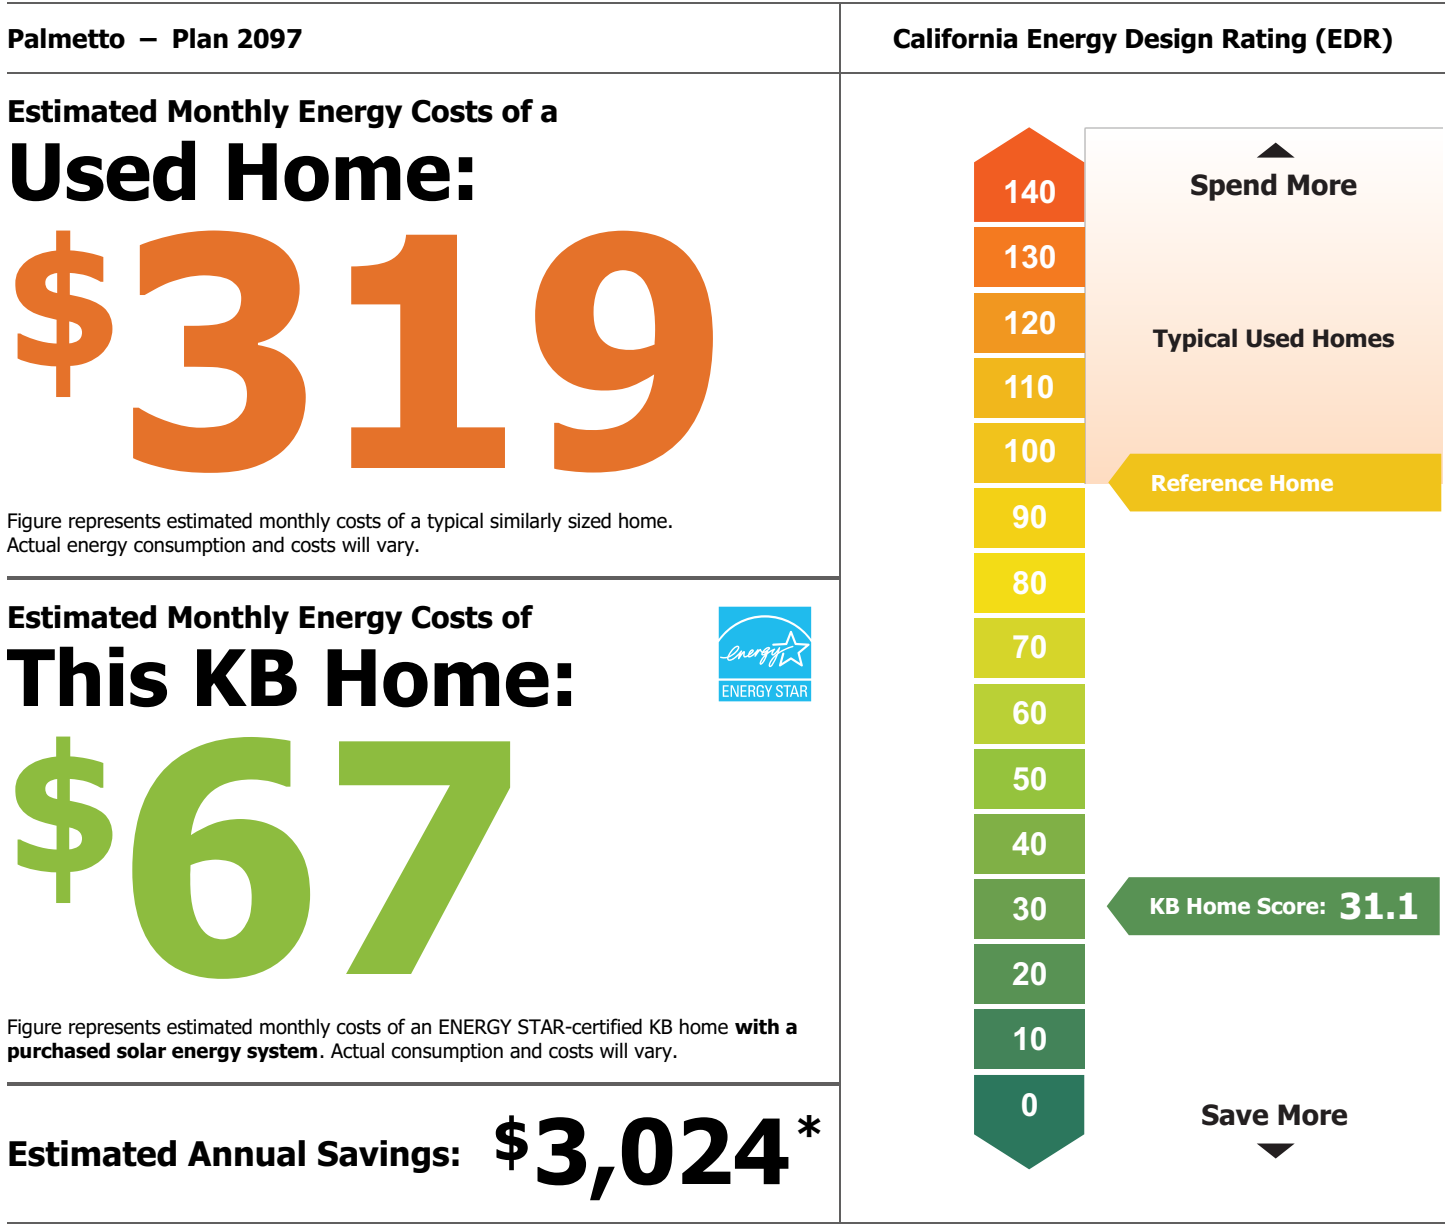 Palmetto – Plan 2097
Estimated Monthly Energy Costs of a
Used Home:
$319
Figure represents estimated monthly costs of a typical similarly sized home.
Actual energy consumption and costs will vary.
Estimated Monthly Energy Costs of
This KB Home:
energy
ENERGY STAR
$67
Figure represents estimated monthly costs of an ENERGY STAR-certified KB home with a
purchased solar energy system. Actual consumption and costs will vary.
Estimated Annual Savings: $3,024*
California Energy Design Rating (EDR)
140
130
120
110
100
90
80
70
60
50
40
30
20
10
0
Spend More
Typical Used Homes
Reference Home
KB Home Score: 31.1
Save More